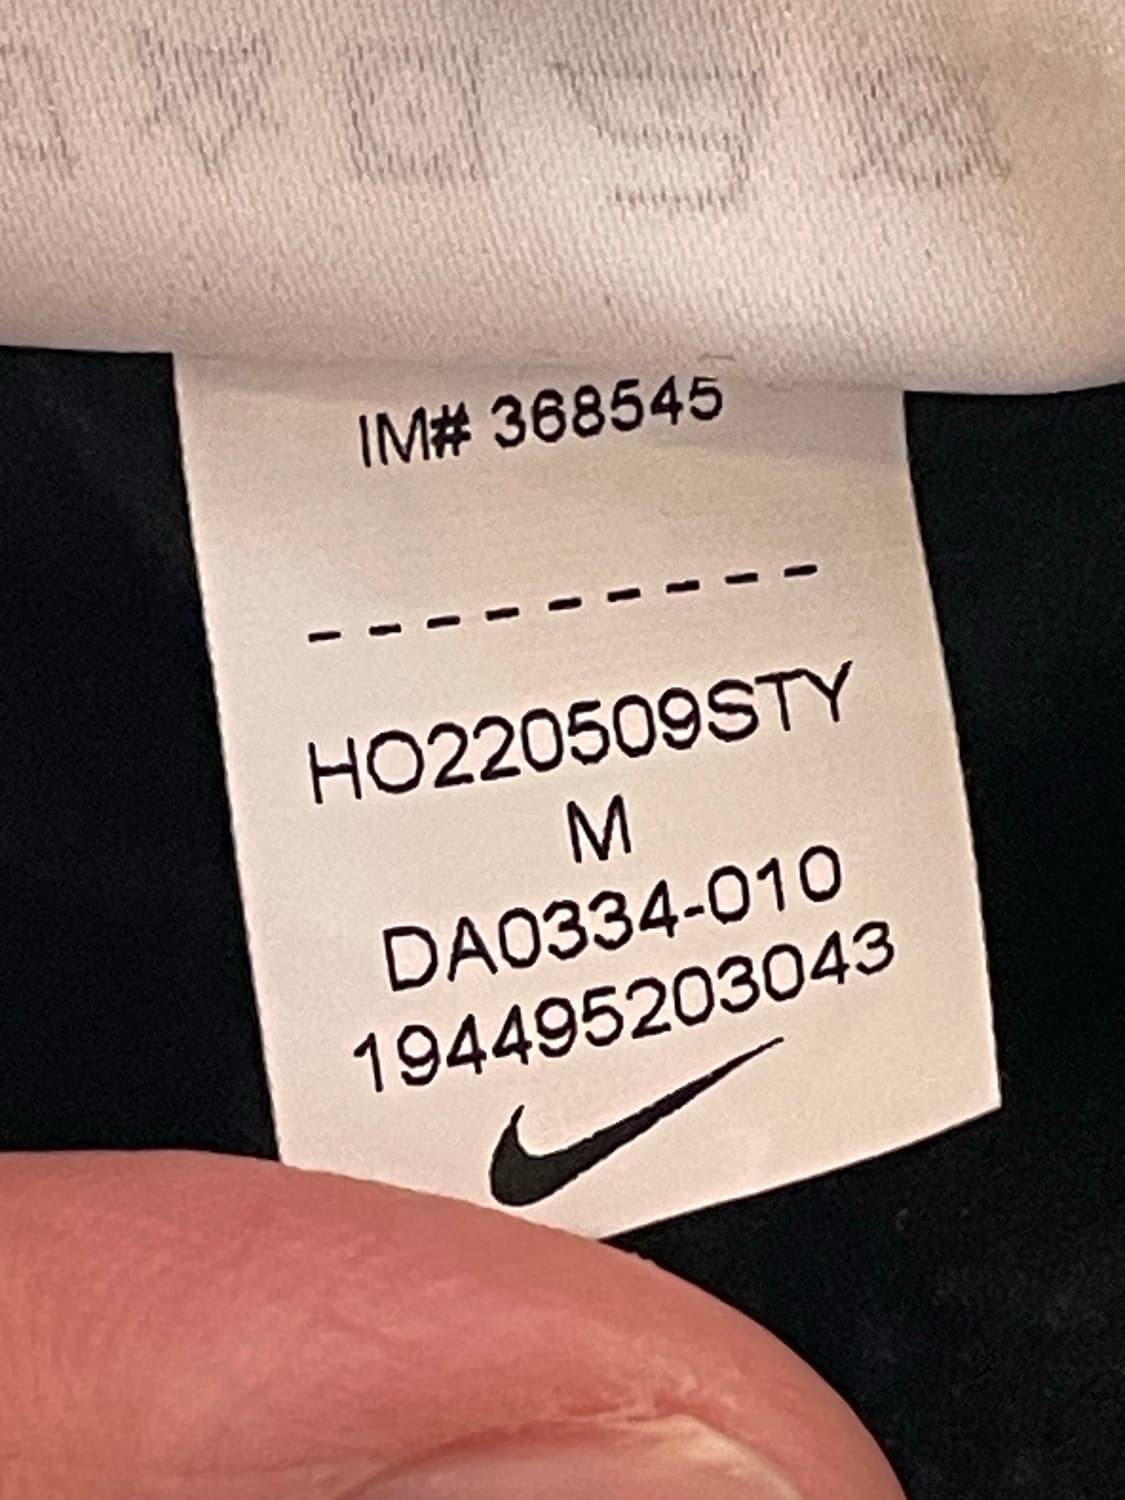 IM# 368545
---------
HO220509STY
M
DA0334-010
194495203043